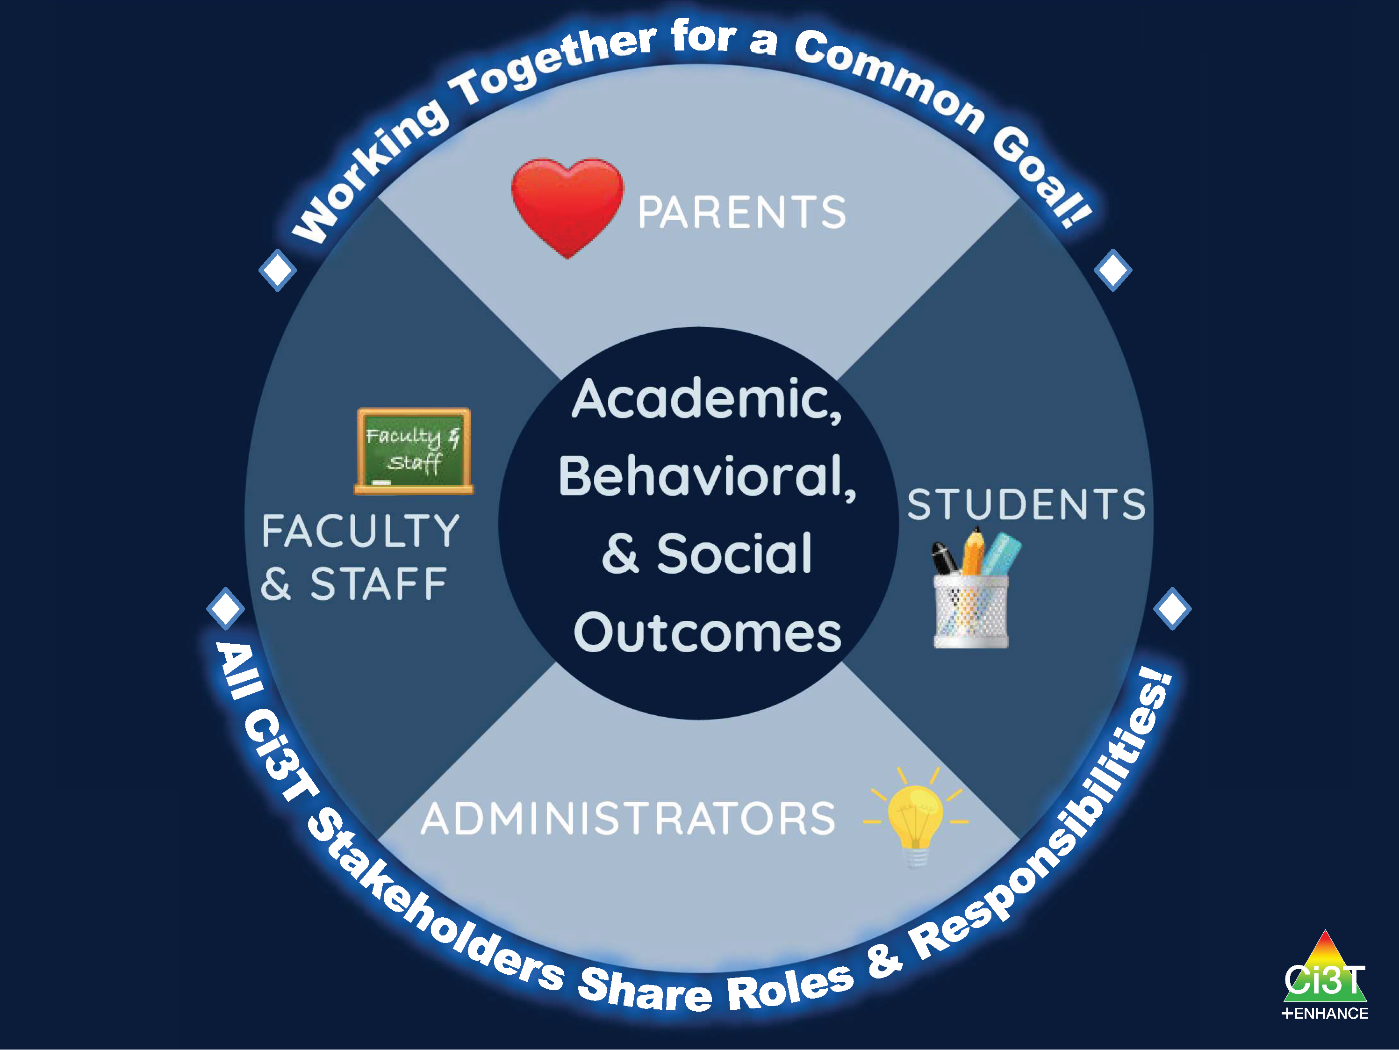 Working Together for a Common Goal!
PARENTS
Faculty &
Staff
FACULTY
& STAFF
Academic,
Behavioral,
& Social
Outcomes
STUDENTS
ADMINISTRATORS
All Ci3T Stakeholders Share Roles & Responsibilities!
Ci3T
+ENHANCE